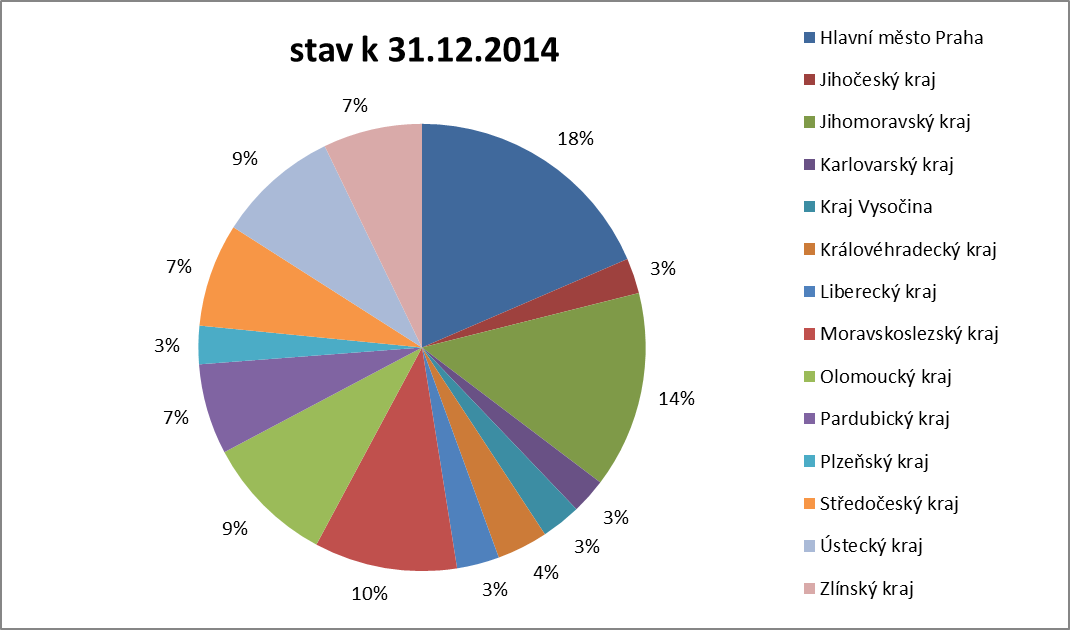 stav k 31.12.2014
18%
3%
14%
3%
3%
4%
3%
10%
9%
7%
3%
7%
9%
7%
Hlavní město Praha
Jihočeský kraj
Jihomoravský kraj
Karlovarský kraj
Kraj Vysočina
Královéhradecký kraj
Liberecký kraj
Moravskoslezský kraj
Olomoucký kraj
Pardubický kraj
Plzeňský kraj
Středočeský kraj
Ústecký kraj
Zlínský kraj